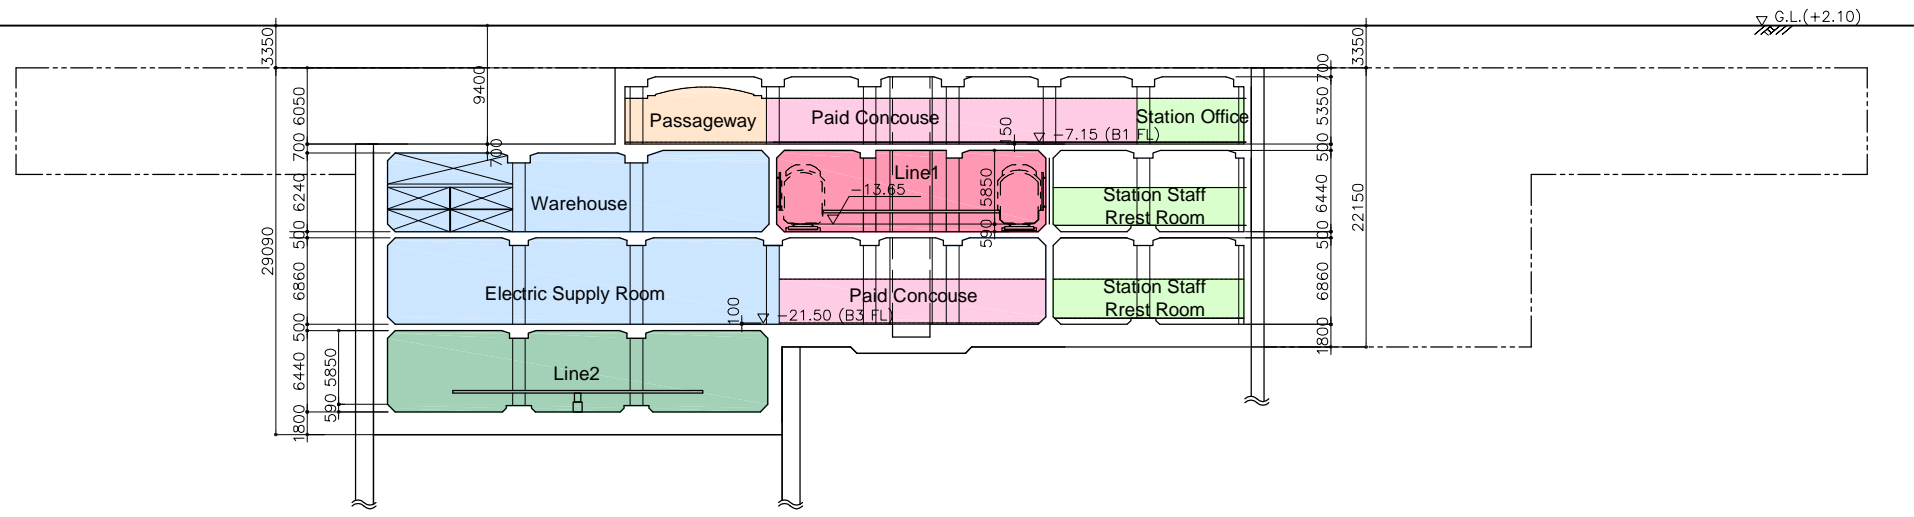 G.L.(+2.10)
3350
3350
9400
700
6050
5350
Passageway
Paid Concouse
Station Office
150
-7.15 (B1 FL)
700
700
500
Line1
5850
-13.65
590
Warehouse
Station Staff
Rrest Room
6240
6440
22150
500
500
29090
6860
6860
Electric Supply Room
Paid Concouse
Station Staff
Rrest Room
100
-21.50 (B3 FL)
500
1800
Line2
5850
6440
590
1800